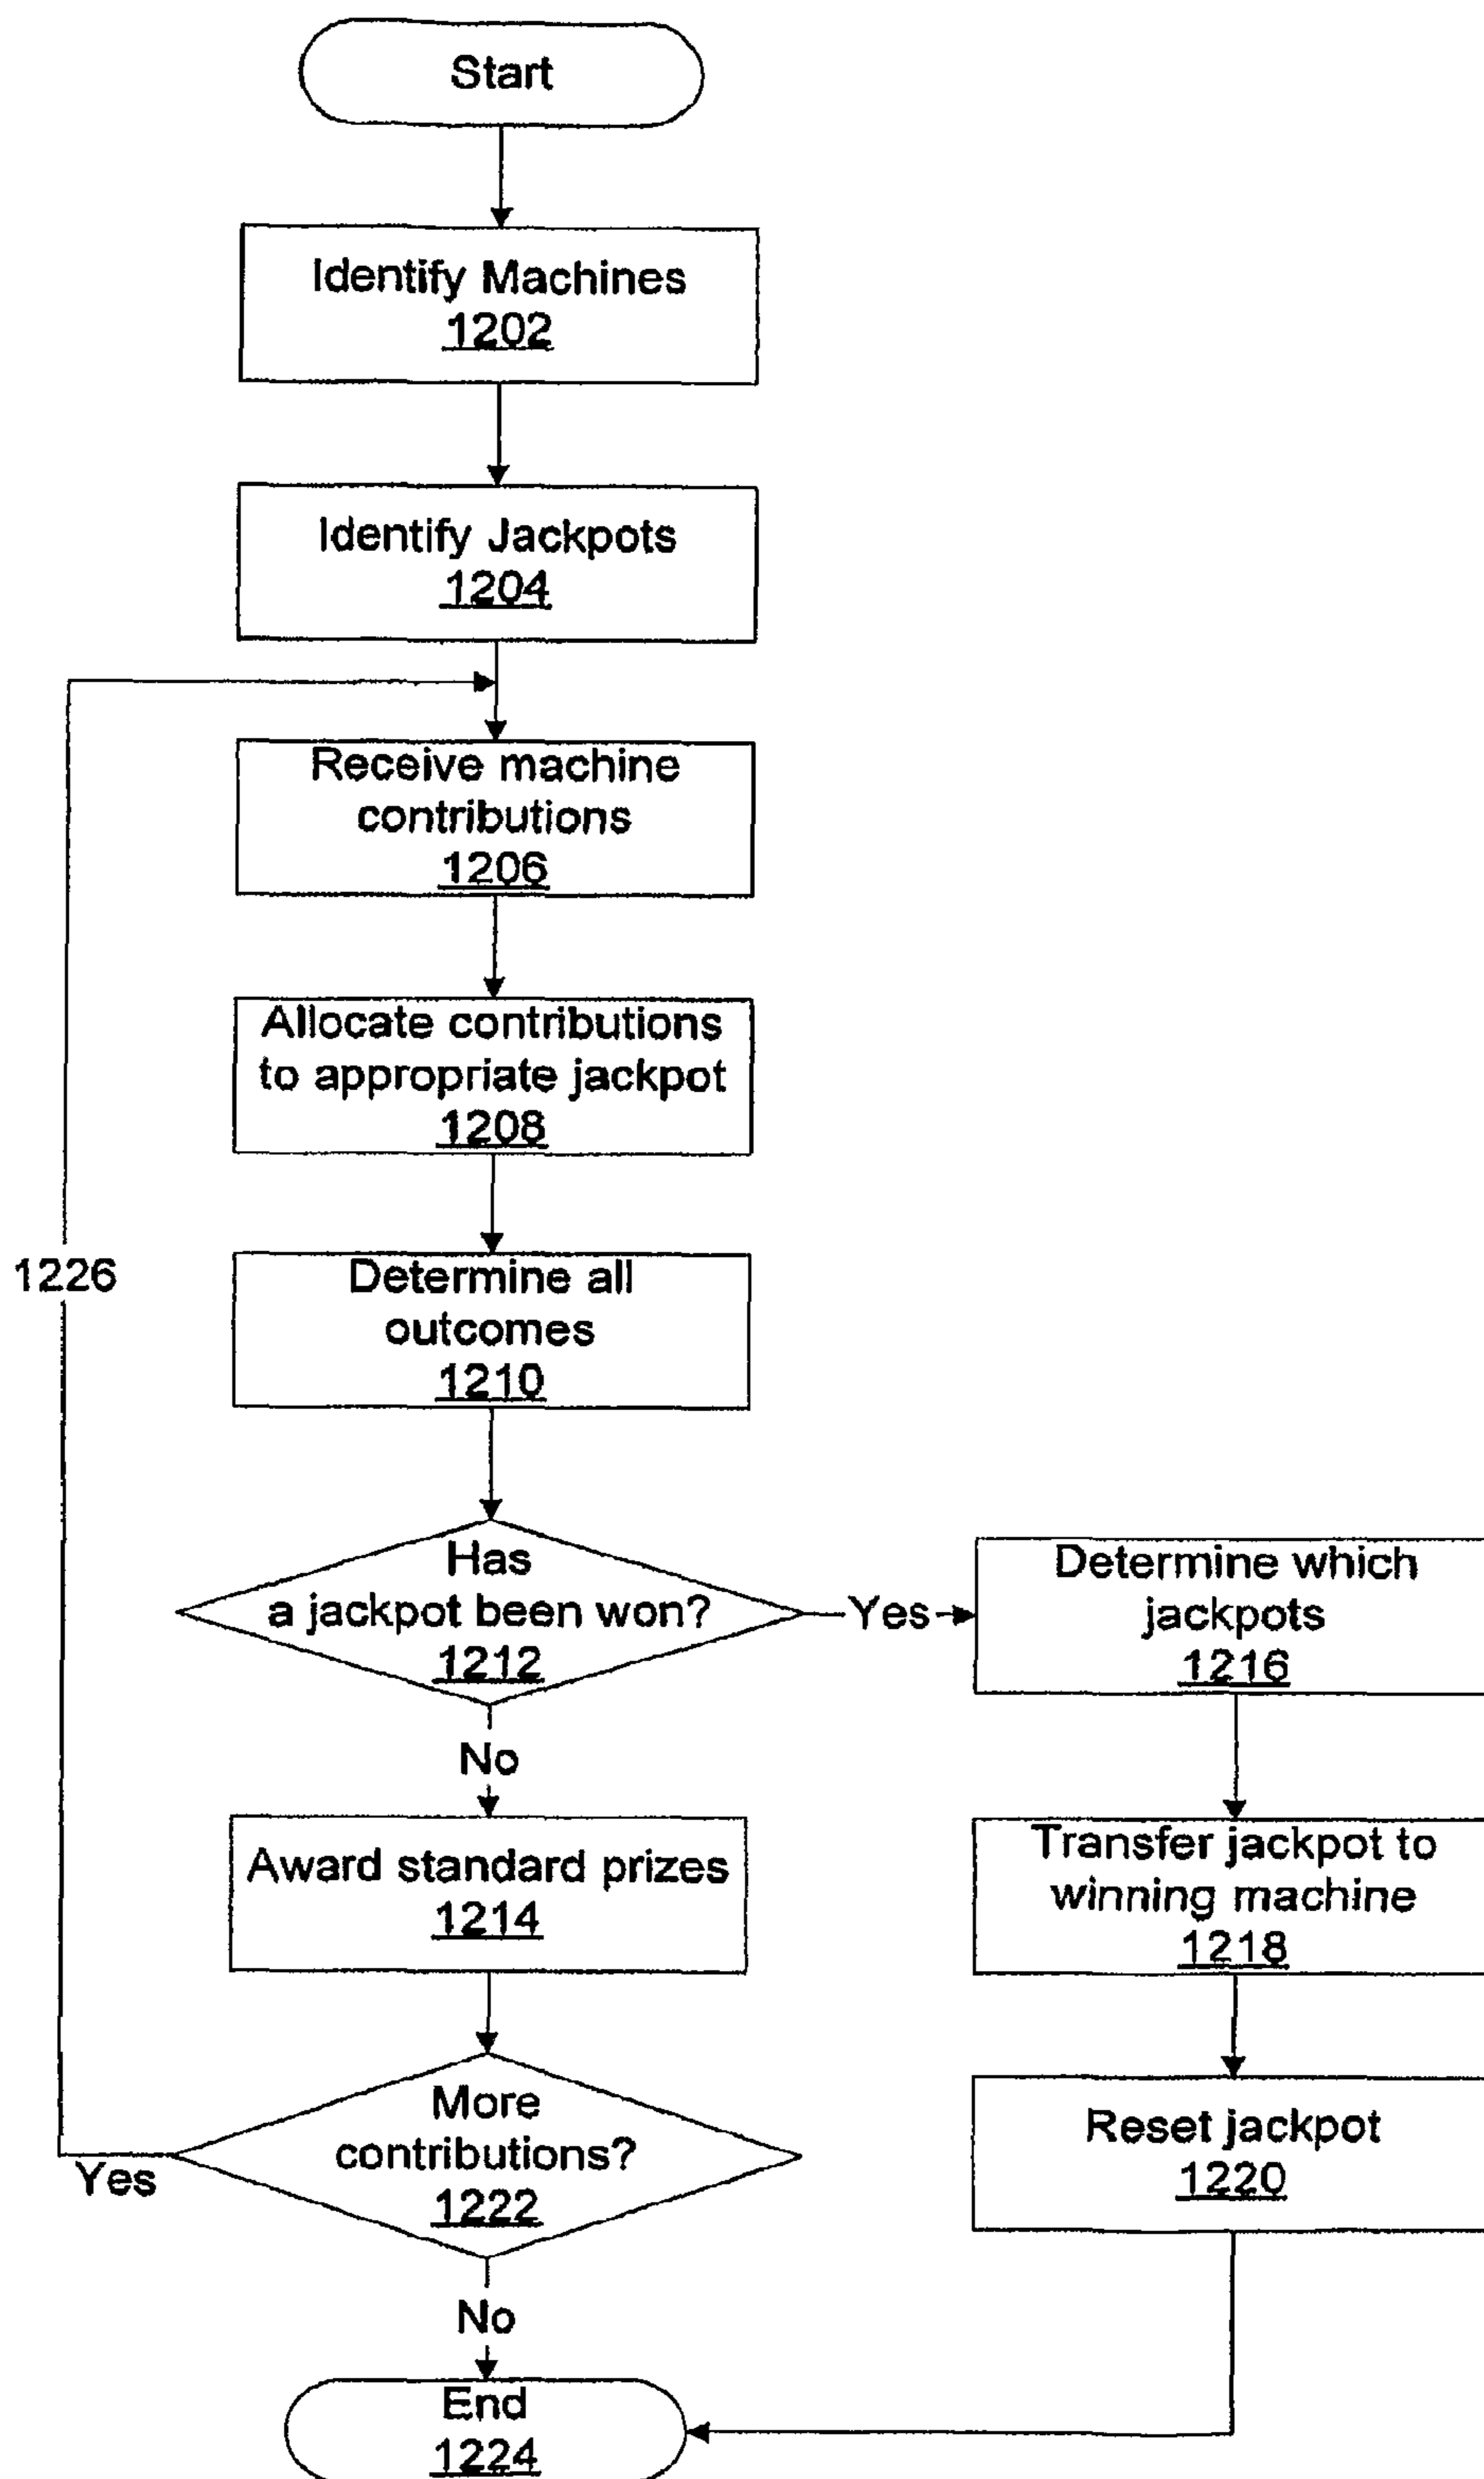 Start
Identify Machines
1202
Identify Jackpots
1204
Receive machine
contributions
1206
Allocate contributions
to appropriate jackpot
1208
1226
Determine all
outcomes
1210
Has
a jackpot been won?
1212
Yes
Determine which
jackpots
1216
No
Award standard prizes
1214
Transfer jackpot to
winning machine
1218
More
contributions?
1222
Yes
Reset jackpot
1220
No
End
1224